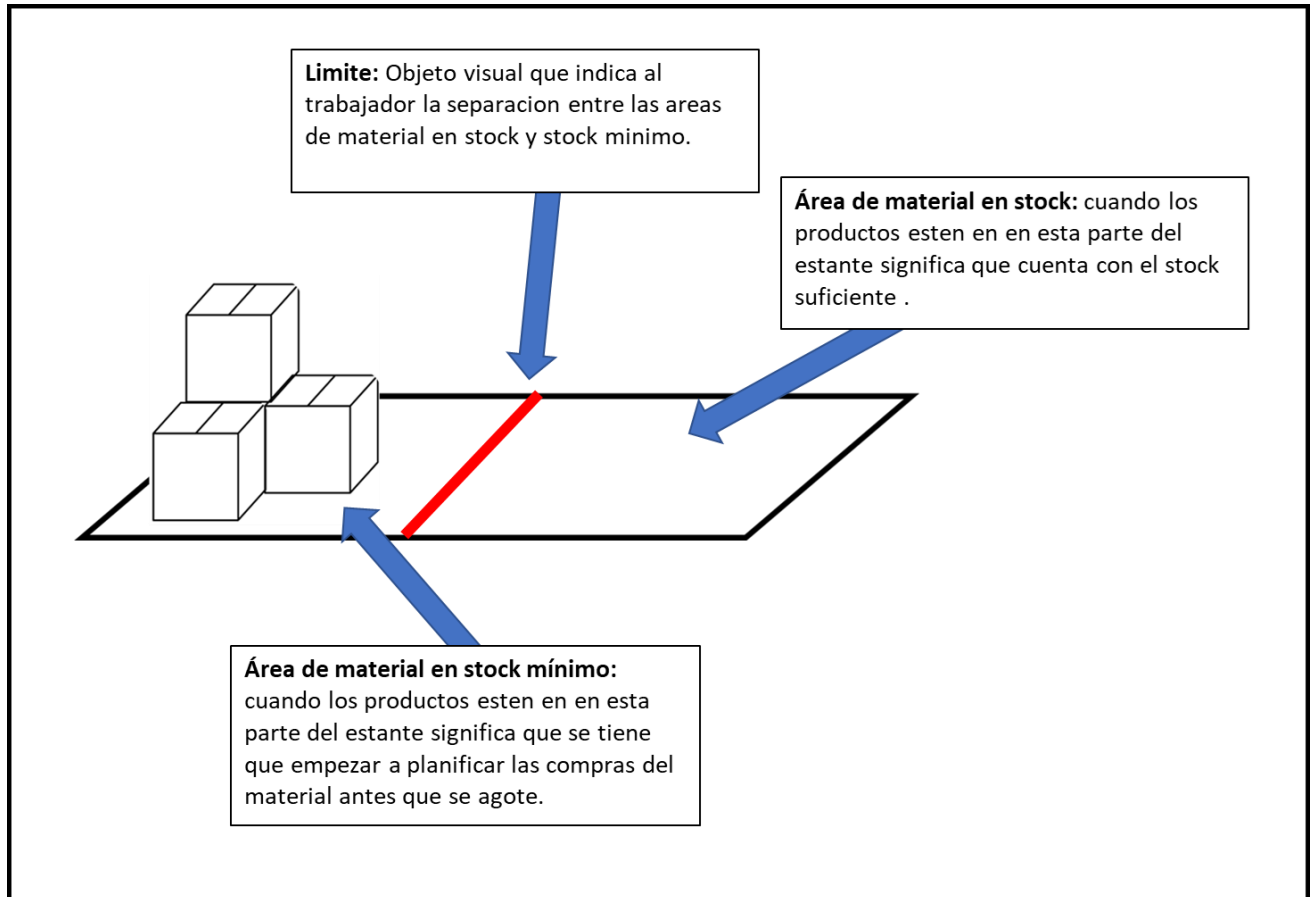 Limite: Objeto visual que indica al
trabajador la separacion entre las areas
de material en stock y stock minimo.
Área de material en stock: cuando los
productos esten en en esta parte del
estante significa que cuenta con el stock
suficiente .
Área de material en stock mínimo:
cuando los productos esten en en esta
parte del estante significa que se tiene
que empezar a planificar las compras del
material antes que se agote.